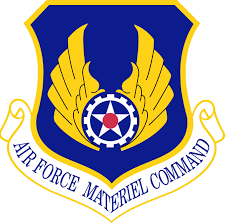 AIR FORCE MATERIEL COMMAND